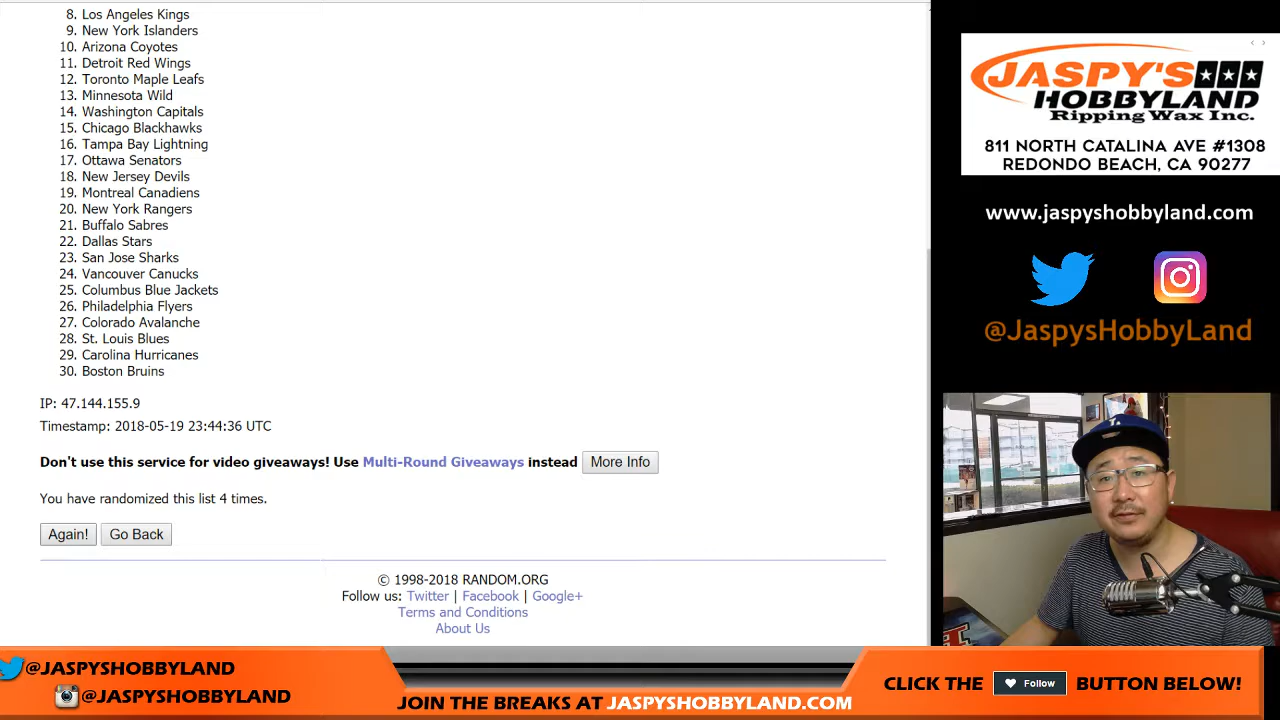 8. Los Angeles Kings
9. New York Islanders
10. Arizona Coyotes
11. Detroit Red Wings
12. Toronto Maple Leafs
13. Minnesota Wild
14. Washington Capitals
15. Chicago Blackhawks
16. Tampa Bay Lightning
17. Ottawa Senators
18. New Jersey Devils
19. Montreal Canadiens
20. New York Rangers
21. Buffalo Sabres
22. Dallas Stars
23. San Jose Sharks
24. Vancouver Canucks
25. Columbus Blue Jackets
26. Philadelphia Flyers
27. Colorado Avalanche
28. St. Louis Blues
29. Carolina Hurricanes
30. Boston Bruins
IP: 47.144.155.9
Timestamp: 2018-05-19 23:44:36 UTC
Don't use this service for video giveaways! Use Multi-Round Giveaways instead More Info
You have randomized this list 4 times.
Again! Go Back
© 1998-2018 RANDOM.ORG
Follow us: Twitter | Facebook | Google+
Terms and Conditions
About Us
JASPY'S
HOBBYLAND
Ripping Wax Inc.
811 NORTH CATALINA AVE #1308
REDONDO BEACH, CA 90277
www.jaspyshobbyland.com
@JaspysHobbyLand
@JASPYSHOBBYLAND
@JASPYSHOBBYLAND
JOIN THE BREAKS AT JASPYSHOBBYLAND.COM
CLICK THE Follow BUTTON BELOW!